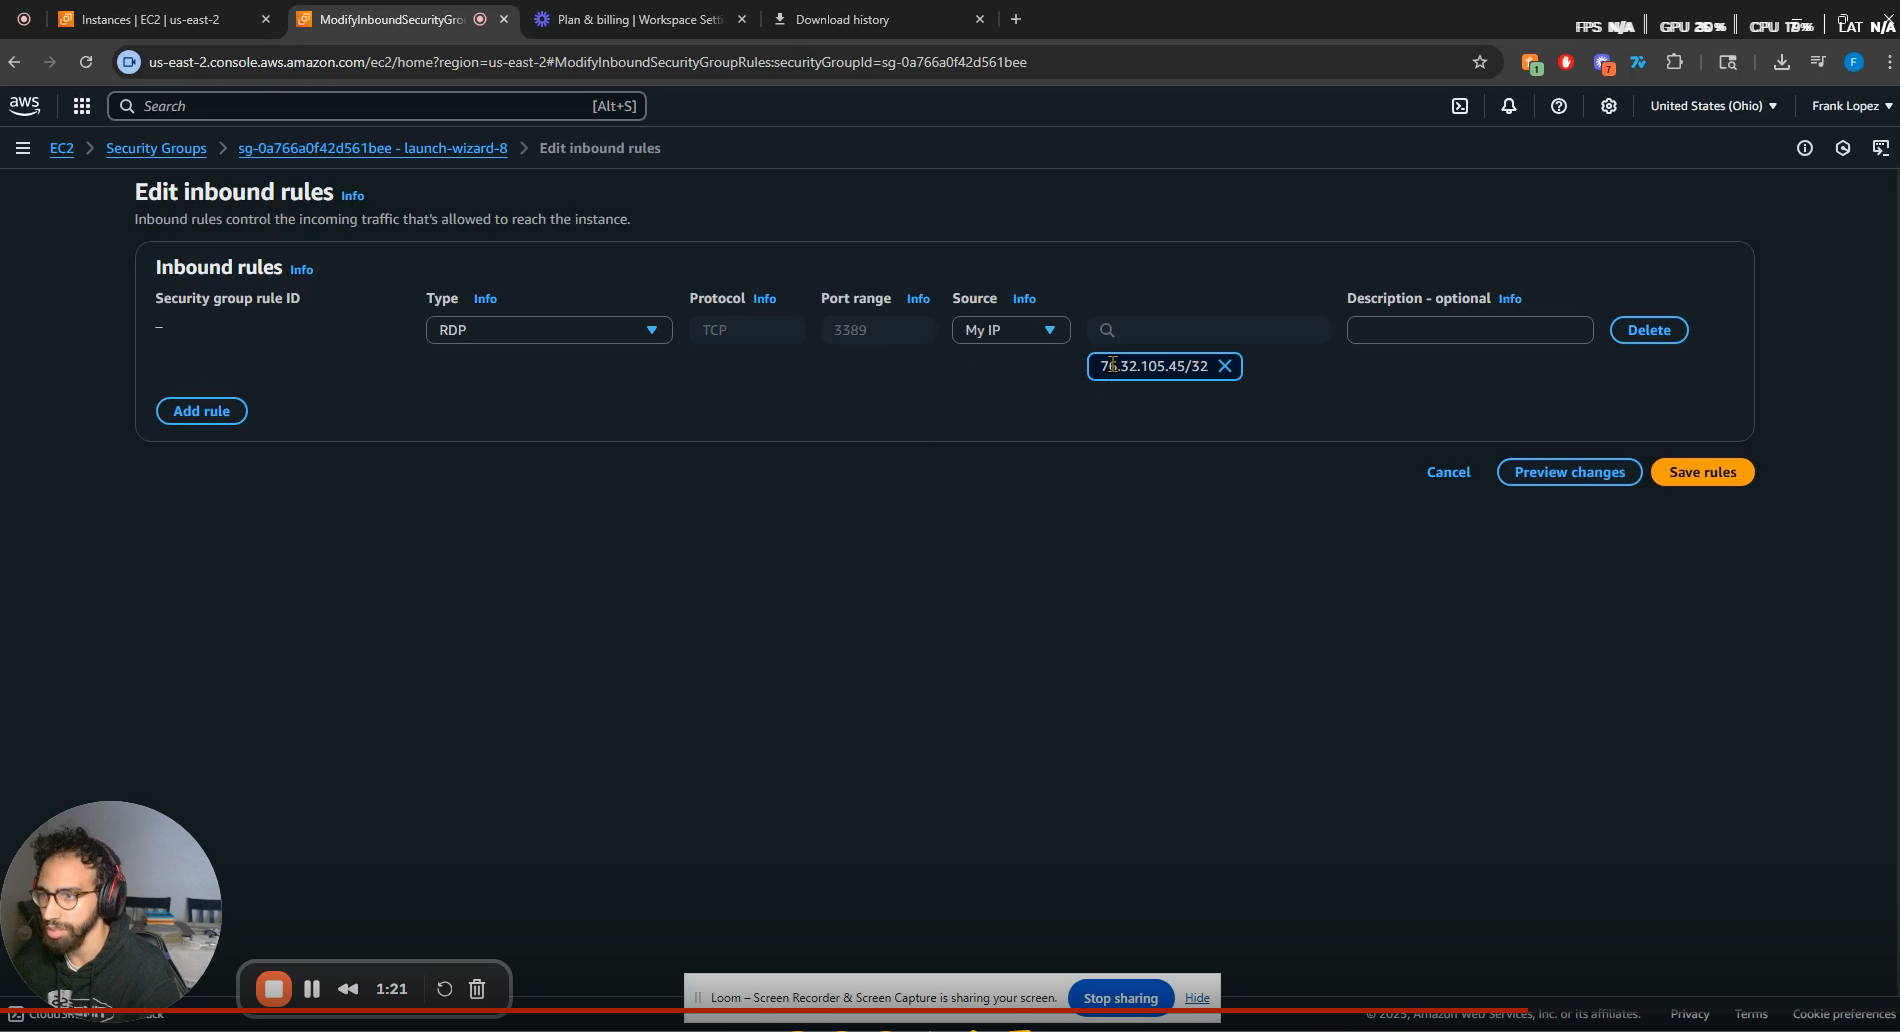 Instances | EC2 | us-east-2
ModifyInboundSecurityGro
Plan & billing | Workspace Setti
Download history
FPS N/A
GPU
CPU
LAT N/A
us-east-2.console.aws.amazon.com/ec2/home?region=us-east-2#ModifyInboundSecurityGroupRules:securityGroupId=sg-0a766a0f42d561bee
1
7
F
aws
Search
[Alt+S]
United States (Ohio)
Frank Lopez
EC2
Security Groups
sg-0a766a0f42d561bee - launch-wizard-8
Edit inbound rules
Edit inbound rules Info
Inbound rules control the incoming traffic that's allowed to reach the instance.
Inbound rules Info
Security group rule ID
Type Info
Protocol Info
Port range Info
Source Info
Description - optional Info
–
RDP
TCP
3389
My IP
Delete
76.32.105.45/32
Add rule
Cancel
Preview changes
Save rules
1:21
Loom – Screen Recorder & Screen Capture is sharing your screen.
Stop sharing
Hide
© 2025, Amazon Web Services, Inc. or its affiliates.
Privacy
Terms
Cookie preferences